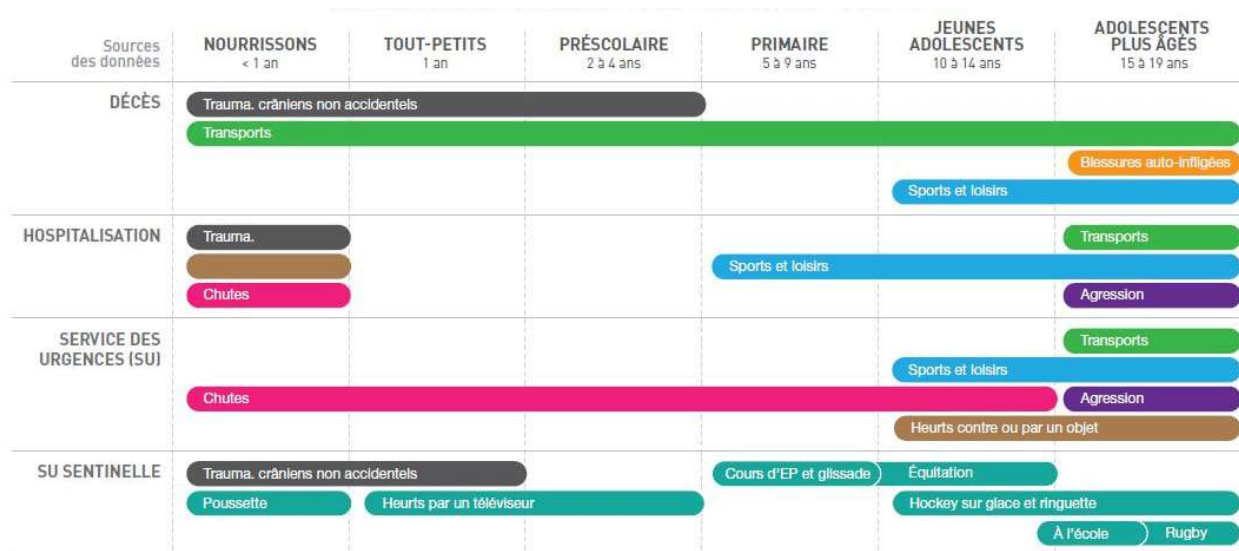 Sources
des données
NOURRISSONS
< 1 an
TOUT-PETITS
1 an
PRÉSCOLAIRE
2 à 4 ans
PRIMAIRE
5 à 9 ans
JEUNES
ADOLESCENTS
10 à 14 ans
ADOLESCENTS
PLUS ÂGÉS
15 à 19 ans
DÉCÈS
Trauma. crâniens non accidentels
Transports
Blessures auto-infligées
Sports et loisirs
HOSPITALISATION
Trauma.
Transports
Sports et loisirs
Chutes
Agression
SERVICE DES
URGENCES (SU)
Transports
Sports et loisirs
Chutes
Agression
Heurts contre ou par un objet
SU SENTINELLE
Trauma. crâniens non accidentels
Cours d'EP et glissade
Équitation
Poussette
Heurts par un téléviseur
Hockey sur glace et ringuette
À l'école
Rugby